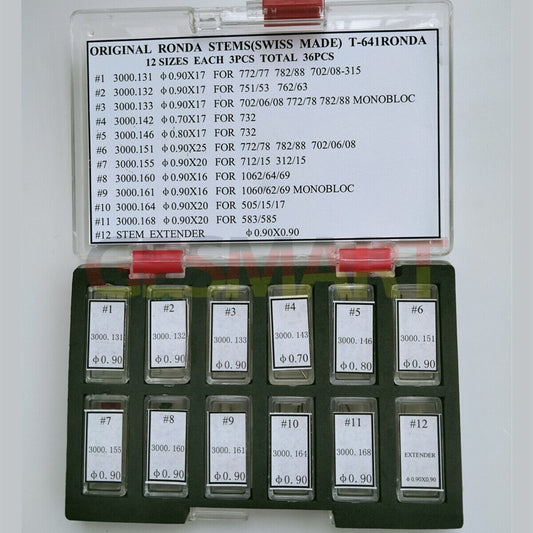 ORIGINAL RONDA STEMS(SWISS MADE) T-641RONDA
12 SIZES EACH 3PCS TOTAL 36PCS
#1 3000.131 φ0.90X17 FOR 772/77 782/88 702/08-315
#2 3000.132 φ0.90X17 FOR 751/53 762/63
#3 3000.133 φ0.90X17 FOR 702/06/08 772/78 782/88 MONOBLOC
#4 3000.142 φ0.70X17 FOR 732
#5 3000.146 φ0.80X17 FOR 732
#6 3000.151 φ0.90X25 FOR 772/78 782/88 702/06/08
#7 3000.155 φ0.90X20 FOR 712/15 312/15
#8 3000.160 φ0.90X16 FOR 1062/64/69
#9 3000.161 φ0.90X16 FOR 1060/62/69 MONOBLOC
#10 3000.164 φ0.90X20 FOR 505/15/17
#11 3000.168 φ0.90X20 FOR 583/585
#12 STEM EXTENDER φ0.90X0.90
GESMART
#1
3000.131
φ0.90
#2
3000.132
φ0.90
#3
3000.133
φ0.90
#4
3000.143
φ0.70
#5
3000.146
φ0.80
#6
3000.151
φ0.90
#7
3000.155
φ0.90
#8
3000.160
φ0.90
#9
3000.161
φ0.90
#10
3000.164
φ0.90
#11
3000.168
φ0.90
#12
EXTENDER
φ0.90X0.90